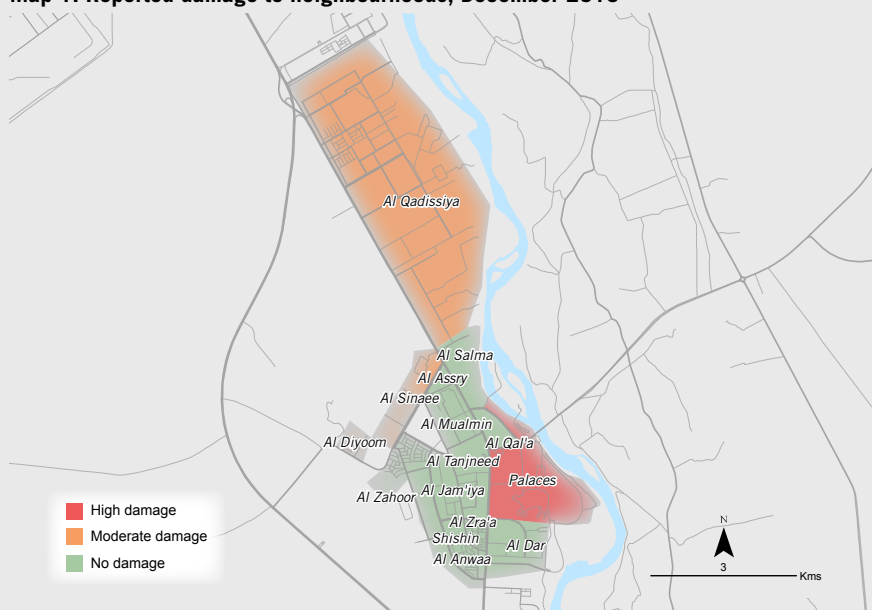 Al Qadissiya
Al Salma
Al Assry
Al Sinaee
Al Mualmin
Al Diyoom
Al Qal'a
Al Tanjneed
Palaces
Al Zahoor
Al Jam'iya
Al Zra'a
Shishin
Al Dar
Al Anwaa
High damage
Moderate damage
No damage
N
3
Kms